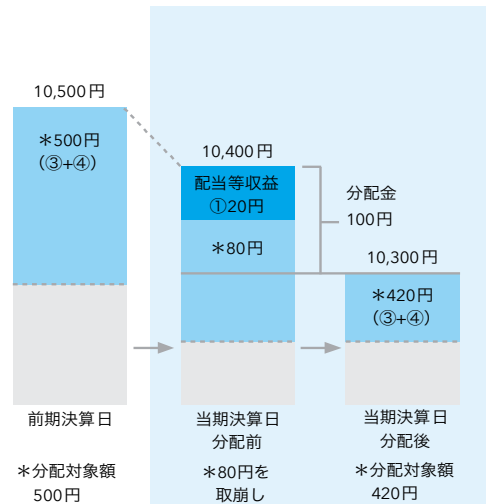 10,500円
＊500円
（③+④）
10,400円
配当等収益
①20円
＊80円
分配金
100円
10,300円
＊420円
（③+④）
前期決算日
当期決算日
分配前
当期決算日
分配後
＊分配対象額
500円
＊80円を
取崩し
＊分配対象額
420円